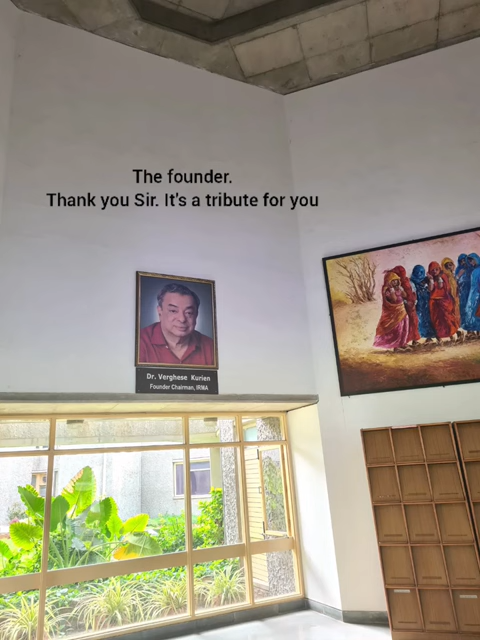 The founder.
Thank you Sir. It's a tribute for you
Dr. Verghese Kurien
Founder Chairman, IRMA